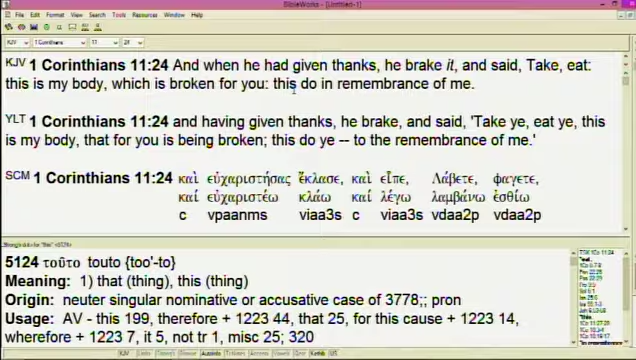 BibleWorks - [Untitled-1]
File Edit Format View Search Tools Resources Window Help
KJV 1 Corinthians 11 24
KJV 1 Corinthians 11:24 And when he had given thanks, he brake it, and said, Take, eat:
this is my body, which is broken for you: this do in remembrance of me.
YLT 1 Corinthians 11:24 and having given thanks, he brake, and said, 'Take ye, eat ye, this
is my body, that for you is being broken; this do ye -- to the remembrance of me.'
SCM 1 Corinthians 11:24 καὶ εὐχαριστήσας ἔκλασε, καὶ εἶπε, Λάβετε, φαγετε,
καί εὐχαριστέω κλάω καί λέγω λαμβάνω ἐσθίω
c vpaanms viaa3s c viaa3s vdaa2p vdaa2p
5124 τοῦτο touto {too'-to}
Meaning: 1) that (thing), this (thing)
Origin: neuter singular nominative or accusative case of 3778;; pron
Usage: AV - this 199, therefore + 1223 44, that 25, for this cause + 1223 14,
wherefore + 1223 7, it 5, not tr 1, misc 25; 320